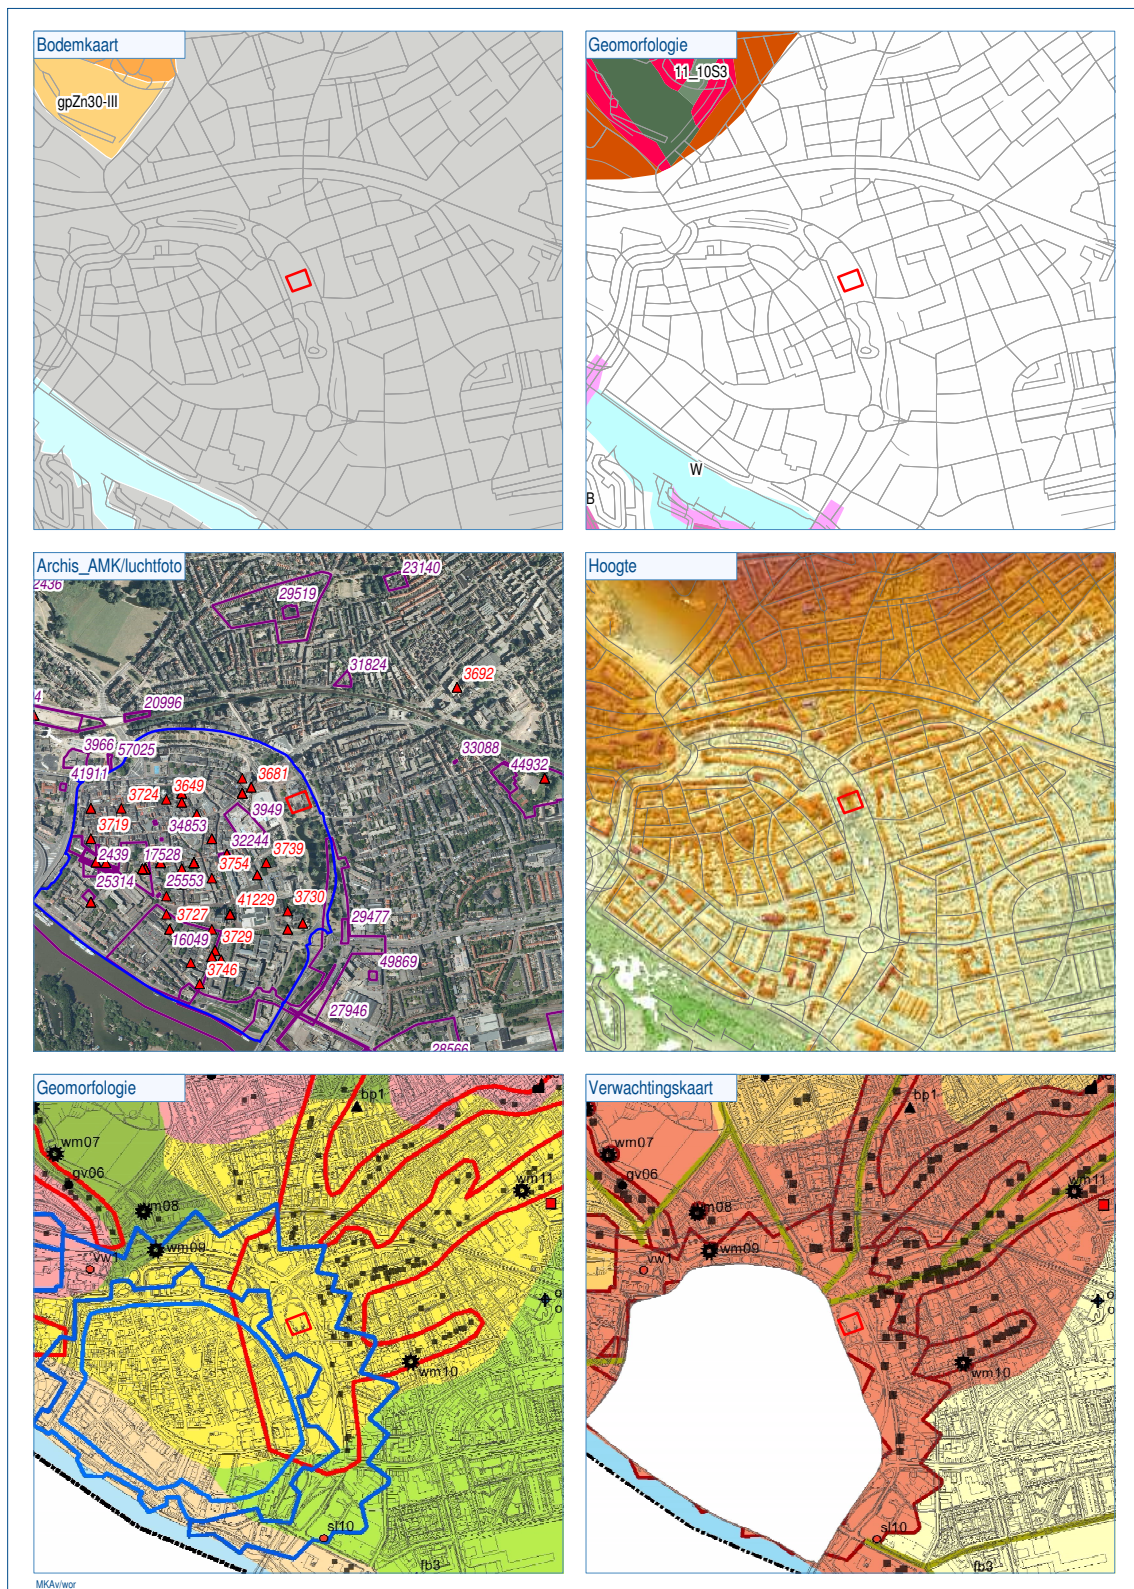 Bodemkaart
gpZn30-III
Geomorfologie
11_10S3
W
B
Archis_AMK/luchtfoto
2436
23140
29519
31824
3692
4
20996
3966
57025
33088
41911
44932
3681
3649
3724
3949
3719
34853
32244
3739
2439
17528
3754
25314
25553
41229
3730
3727
29477
3729
16049
49869
3746
27946
28566
Hoogte
Geomorfologie
bp1
wm07
gv06
wm11
wm08
wm09
vw1
o
o
wm10
sl10
fb3
Verwachtingskaart
bp1
wm07
gv06
wm11
wm08
wm09
vw1
o
o
wm10
sl10
fb3
MKAv/wor